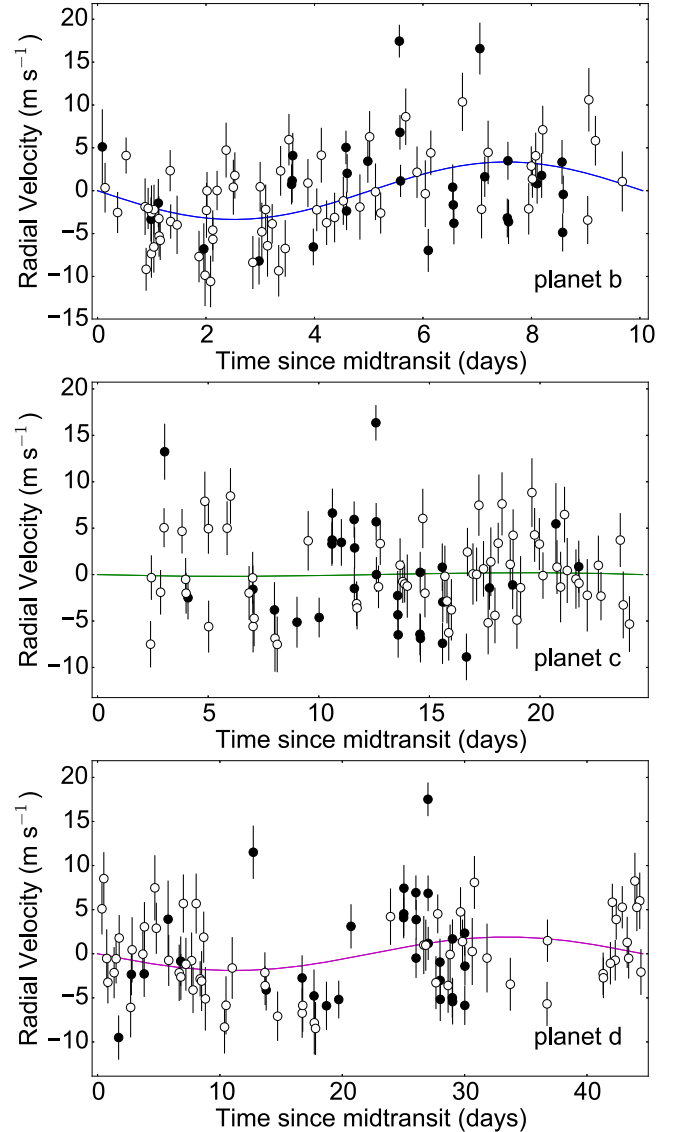 20
15
10
5
0
−5
−10
−15
Radial Velocity (m s⁻¹)
planet b
0 2 4 6 8 10
Time since midtransit (days)
20
15
10
5
0
−5
−10
Radial Velocity (m s⁻¹)
planet c
0 5 10 15 20
Time since midtransit (days)
20
15
10
5
0
−5
−10
Radial Velocity (m s⁻¹)
planet d
0 10 20 30 40
Time since midtransit (days)